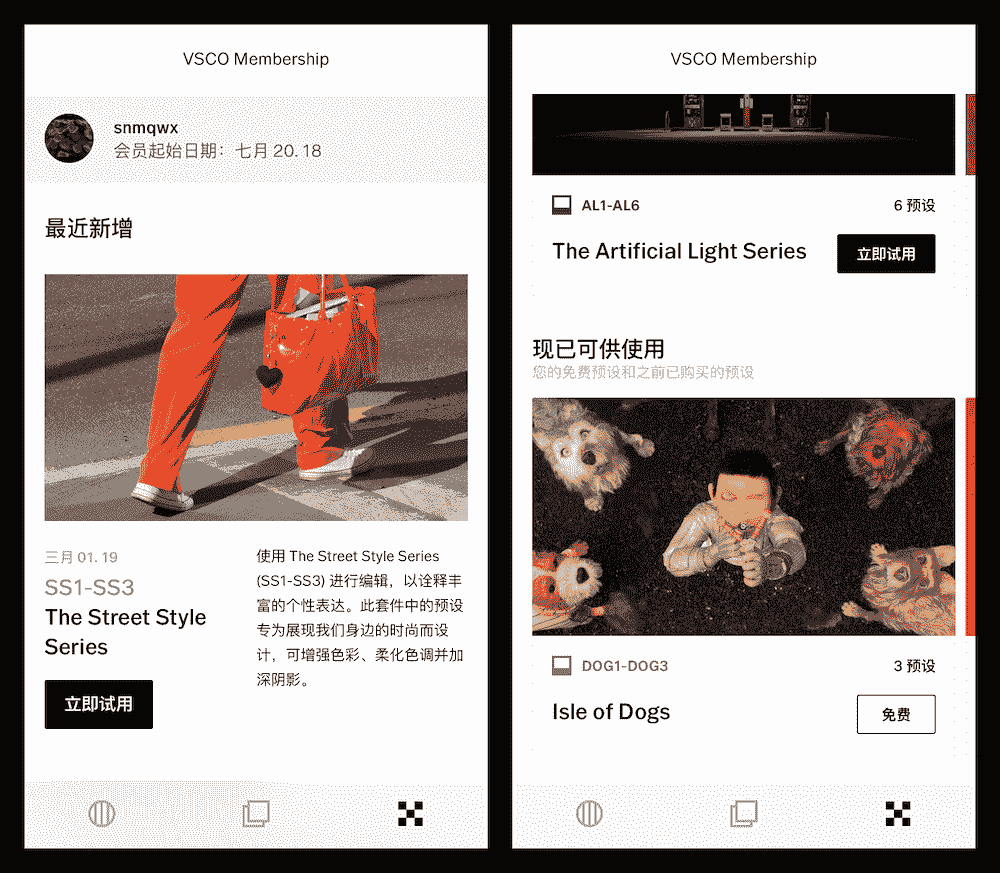 VSCO Membership
snmqwx
会员起始日期：七月 20. 18
最近新增
三月 01. 19
SS1-SS3
The Street Style
Series
立即试用
使用 The Street Style Series
(SS1-SS3) 进行编辑，以诠释丰
富的个性表达。此套件中的预设
专为展现我们身边的时尚而设
计，可增强色彩、柔化色调并加
深阴影。
VSCO Membership
AL1-AL6
6 预设
The Artificial Light Series
立即试用
现已可供使用
您的免费预设和之前已购买的预设
DOG1-DOG3
3 预设
Isle of Dogs
免费